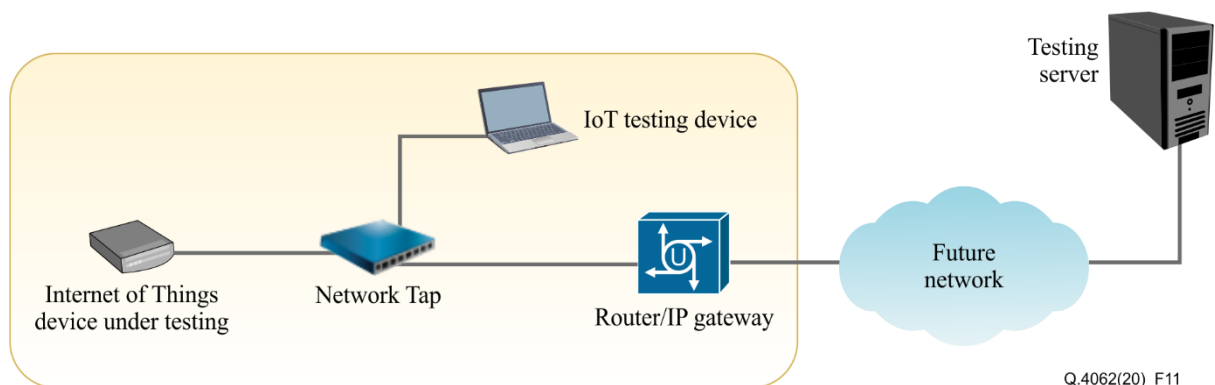 Testing
server
IoT testing device
Future
network
Internet of Things
device under testing
Network Tap
U
Router/IP gateway
Q.4062(20)_F11